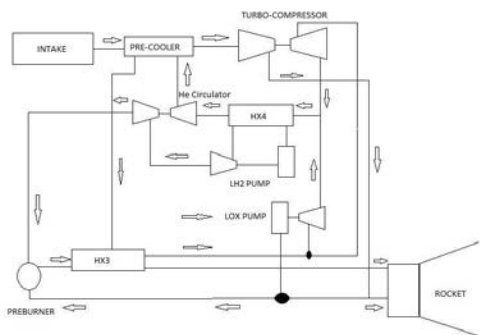 TURBO-COMPRESSOR
INTAKE
PRE-COOLER
He Circulator
HX4
LH2 PUMP
LOX PUMP
HX3
ROCKET
PREBURNER